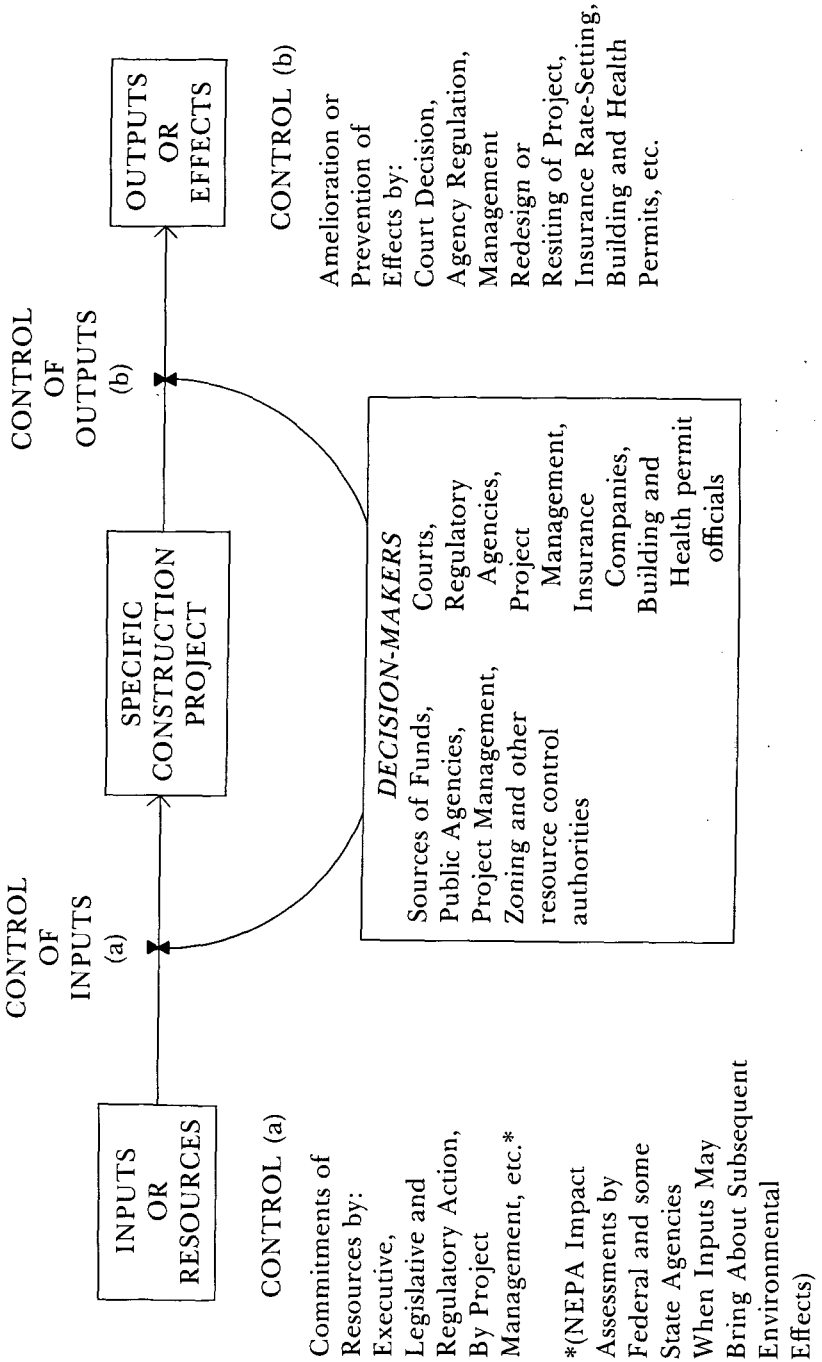 CONTROL
OF
INPUTS
(a)
CONTROL
OF
OUTPUTS
(b)
INPUTS
OR
RESOURCES
SPECIFIC
CONSTRUCTION
PROJECT
OUTPUTS
OR
EFFECTS
CONTROL (a)
Commitments of
Resources by:
Executive,
Legislative and
Regulatory Action,
By Project
Management, etc.*
*(NEPA Impact
Assessments by
Federal and some
State Agencies
When Inputs May
Bring About Subsequent
Environmental
Effects)
DECISION-MAKERS
Sources of Funds,
Public Agencies,
Project Management,
Zoning and other
resource control
authorities
Courts,
Regulatory
Agencies,
Project
Management,
Insurance
Companies,
Building and
Health permit
officials
CONTROL (b)
Amelioration or
Prevention of
Effects by:
Court Decision,
Agency Regulation,
Management
Redesign or
Resiting of Project,
Insurance Rate-Setting,
Building and Health
Permits, etc.